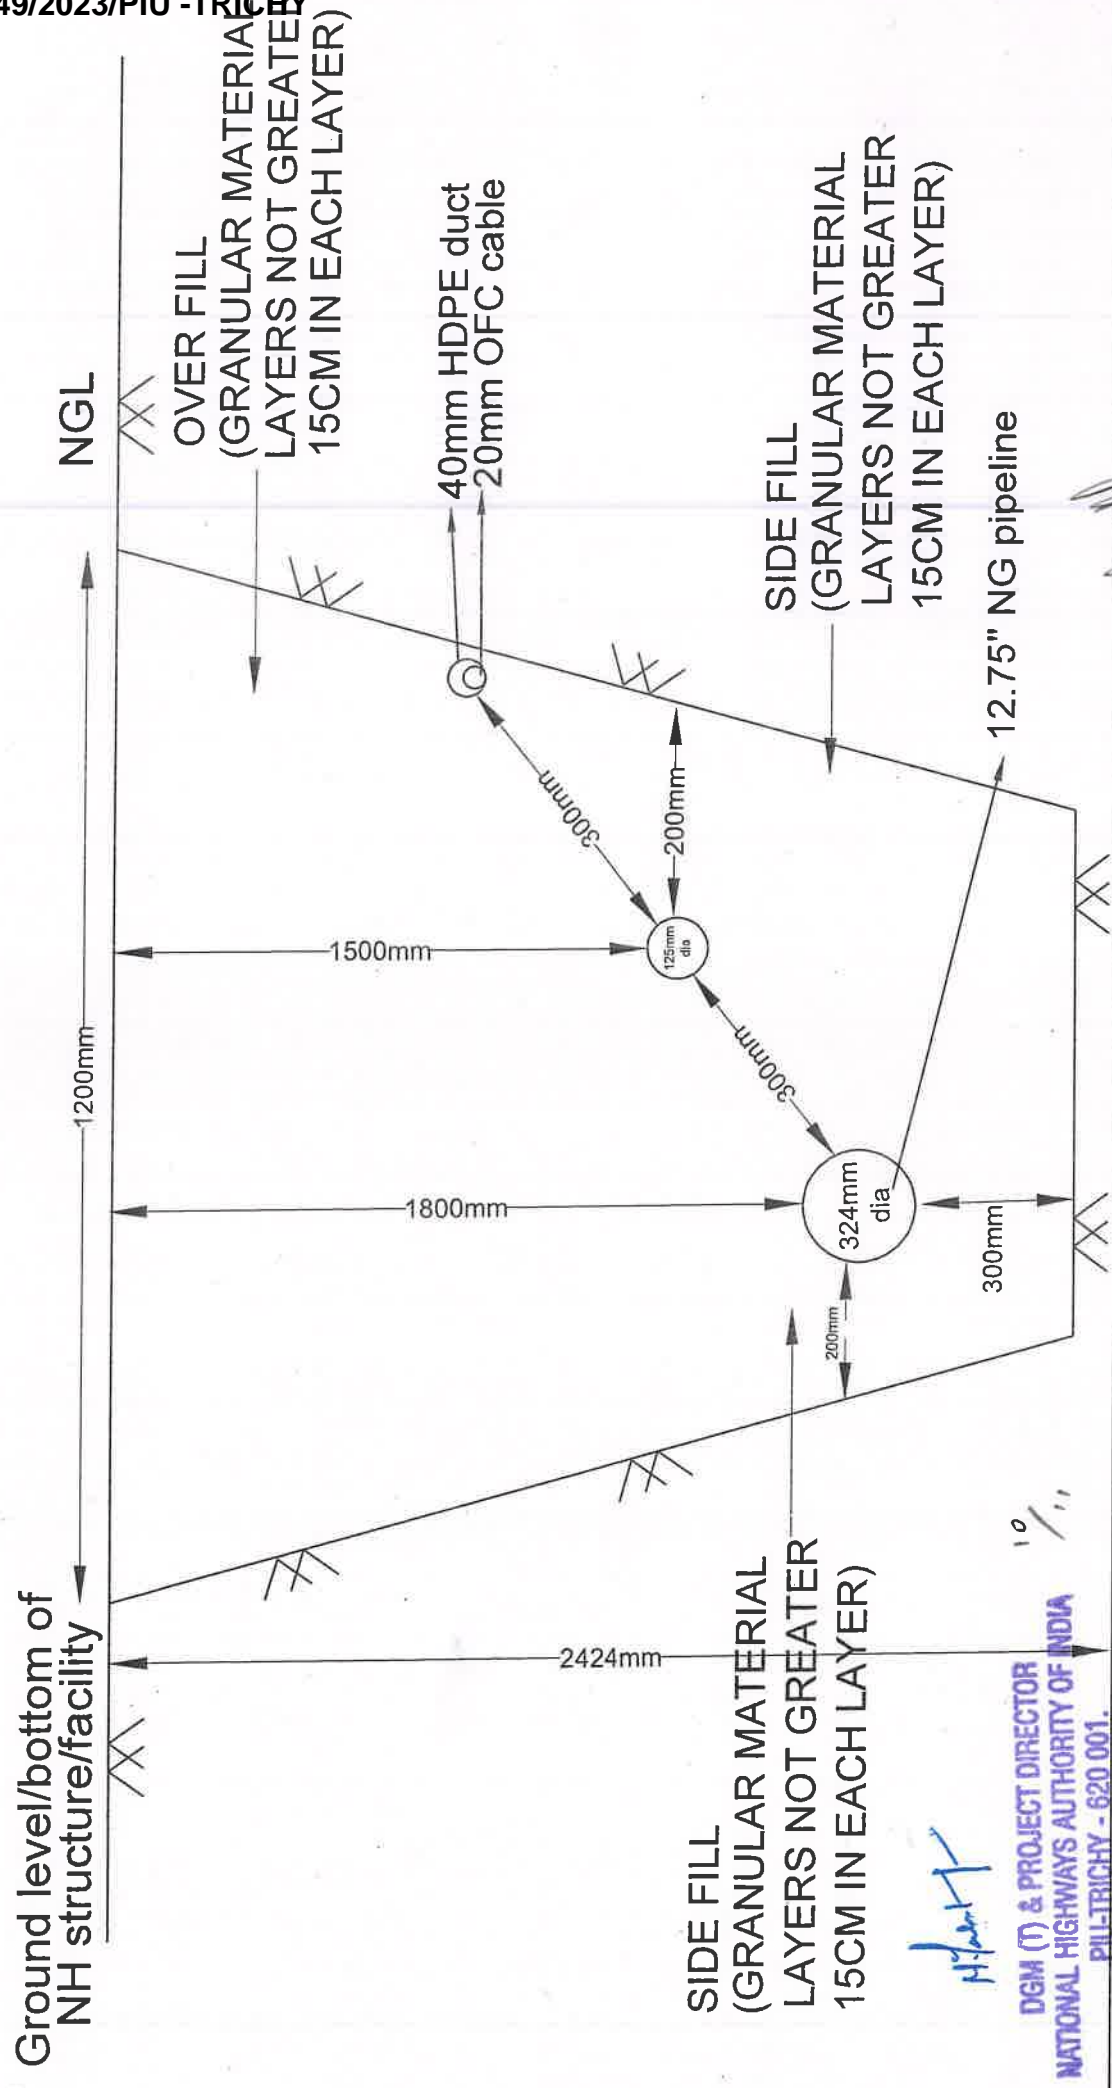 49/2023/PIU -TRICHY
Ground level/bottom of
NH structure/facility
1200mm
NGL
OVER FILL
(GRANULAR MATERIAL
LAYERS NOT GREATE
15CM IN EACH LAYER)
40mm HDPE duct
20mm OFC cable
1500mm
300mm
200mm
125mm
dia
1800mm
300mm
324mm
dia
200mm
300mm
2424mm
SIDE FILL
(GRANULAR MATERIAL
LAYERS NOT GREATER
15CM IN EACH LAYER)
12.75" NG pipeline
SIDE FILL
(GRANULAR MATERIAL
LAYERS NOT GREATER
15CM IN EACH LAYER)
DGM (T) & PROJECT DIRECTOR
NATIONAL HIGHWAYS AUTHORITY OF INDIA
PIU-TRICHY - 620 001.